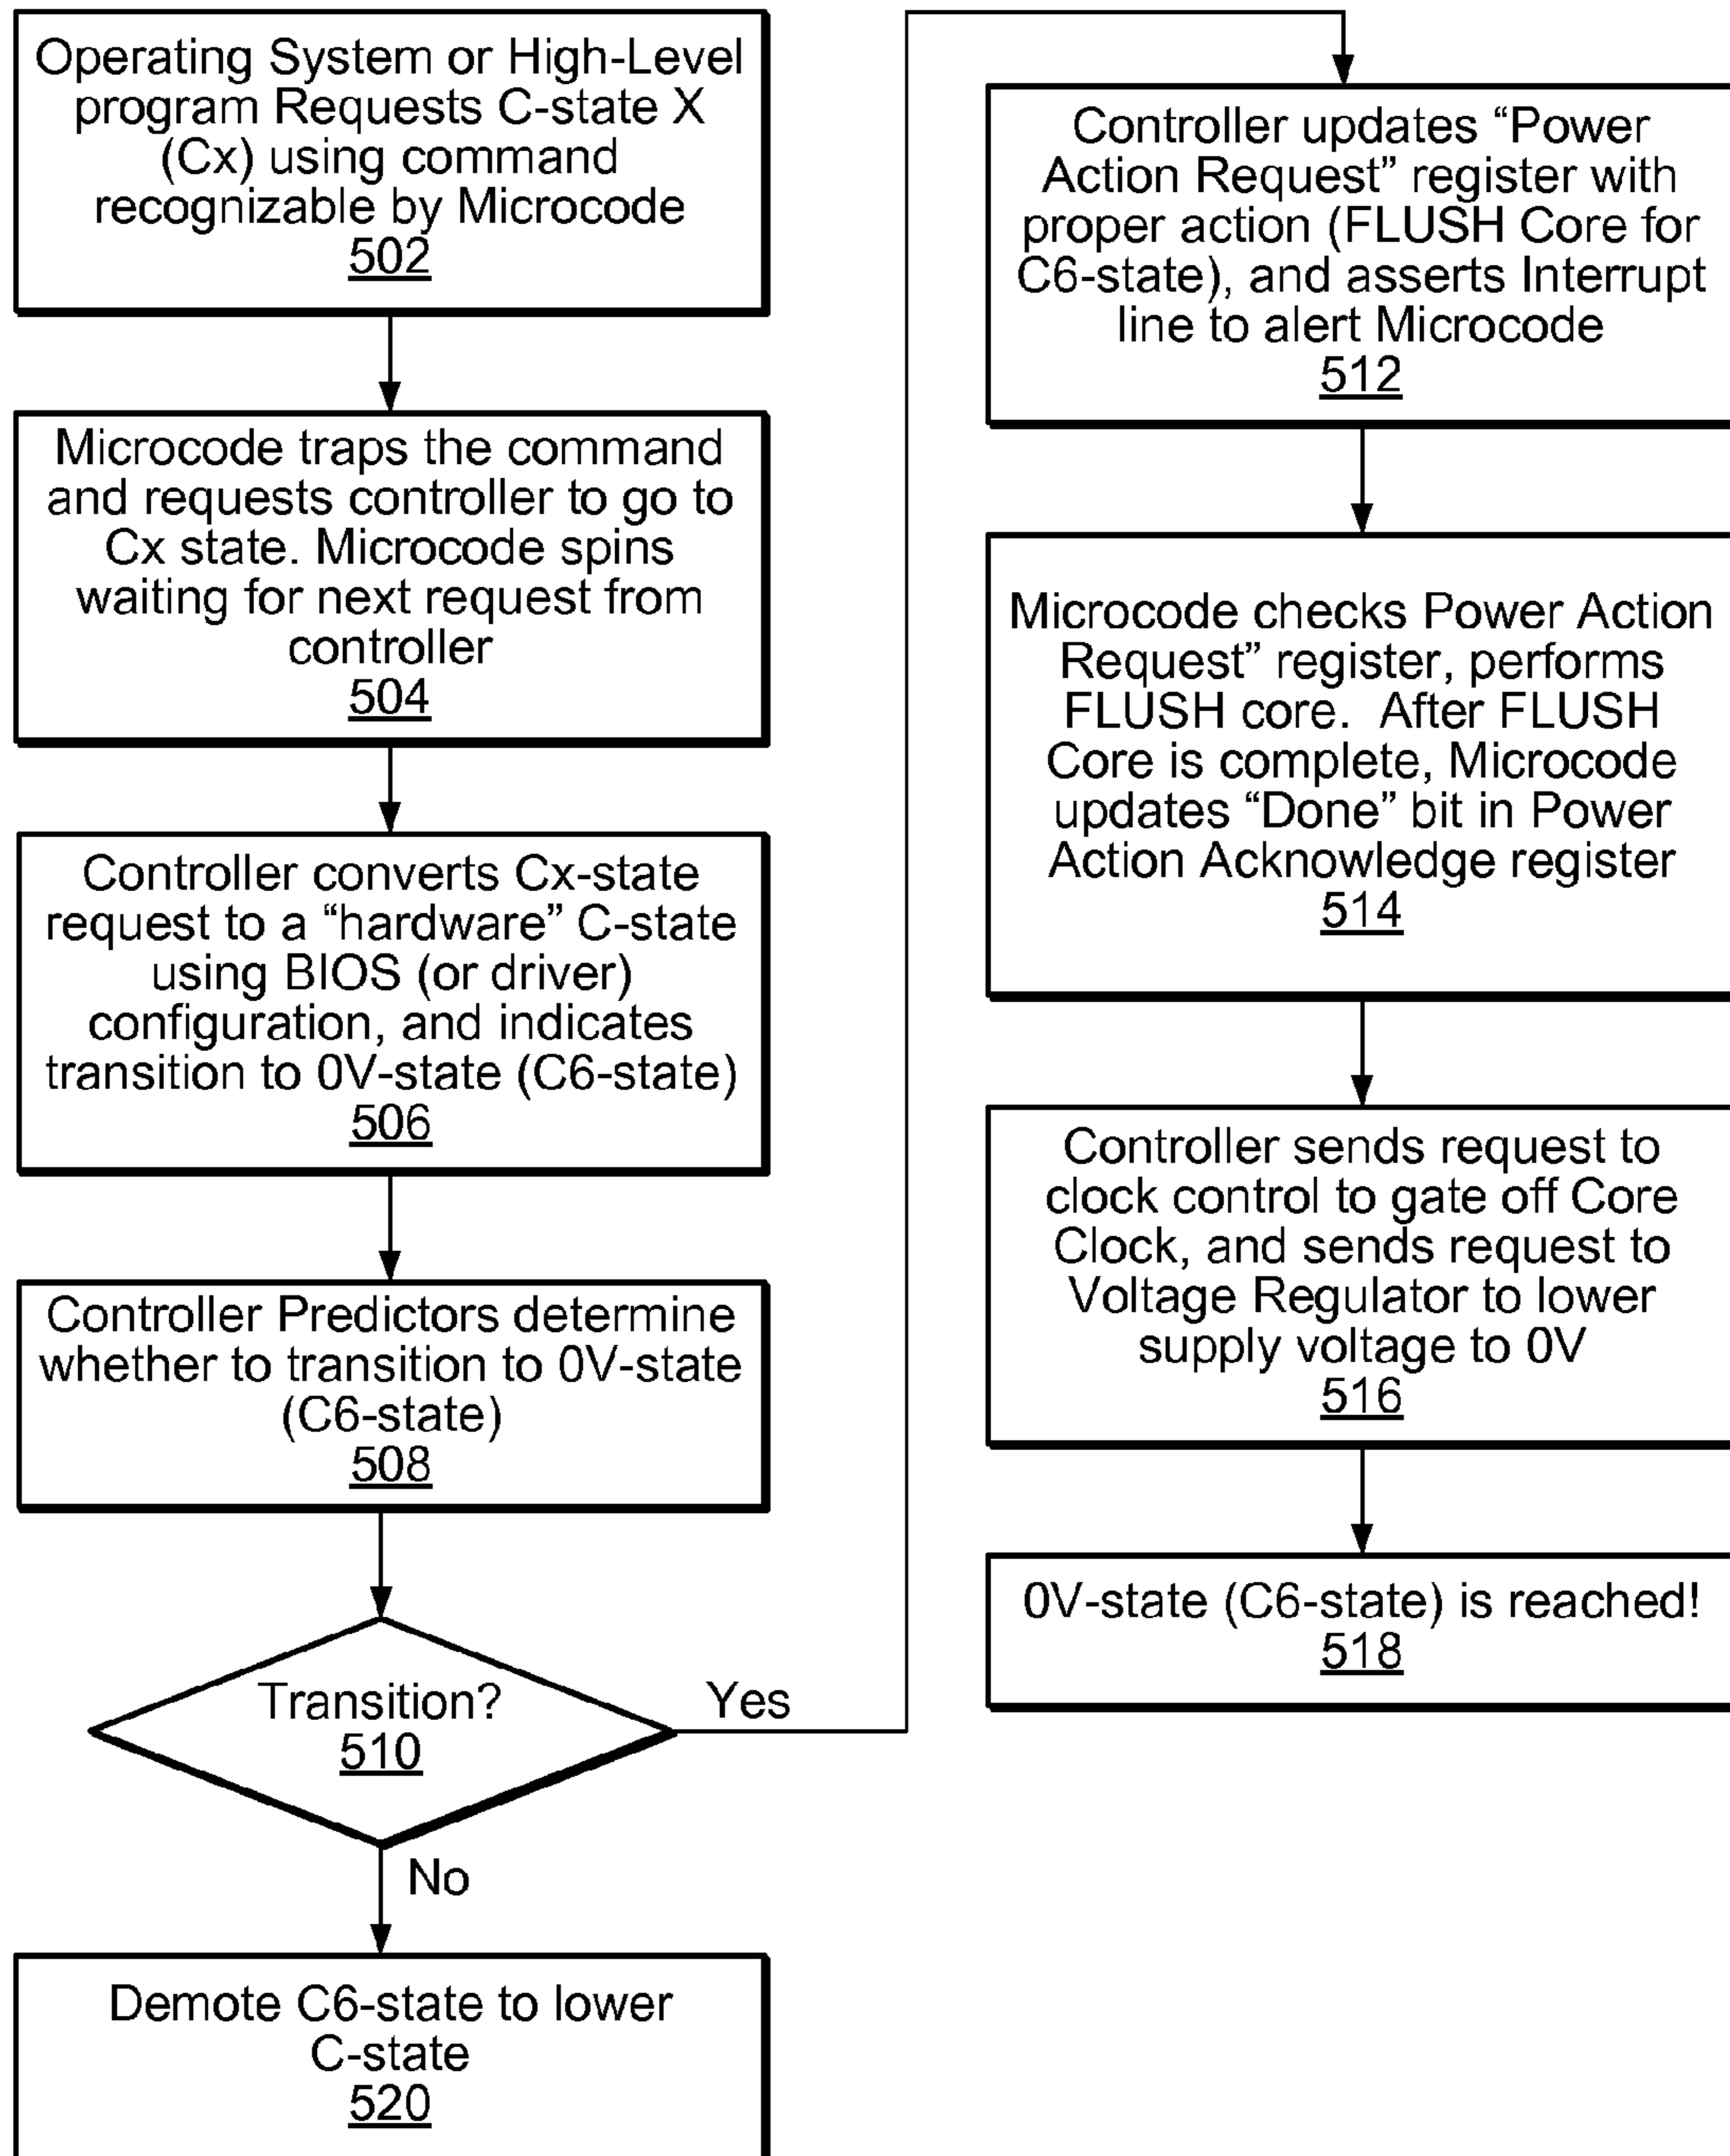 Operating System or High-Level
program Requests C-state X
(Cx) using command
recognizable by Microcode
502
Microcode traps the command
and requests controller to go to
Cx state. Microcode spins
waiting for next request from
controller
504
Controller converts Cx-state
request to a “hardware” C-state
using BIOS (or driver)
configuration, and indicates
transition to 0V-state (C6-state)
506
Controller Predictors determine
whether to transition to 0V-state
(C6-state)
508
Transition?
510
Yes
No
Demote C6-state to lower
C-state
520
Controller updates “Power
Action Request” register with
proper action (FLUSH Core for
C6-state), and asserts Interrupt
line to alert Microcode
512
Microcode checks Power Action
Request” register, performs
FLUSH core. After FLUSH
Core is complete, Microcode
updates “Done” bit in Power
Action Acknowledge register
514
Controller sends request to
clock control to gate off Core
Clock, and sends request to
Voltage Regulator to lower
supply voltage to 0V
516
0V-state (C6-state) is reached!
518